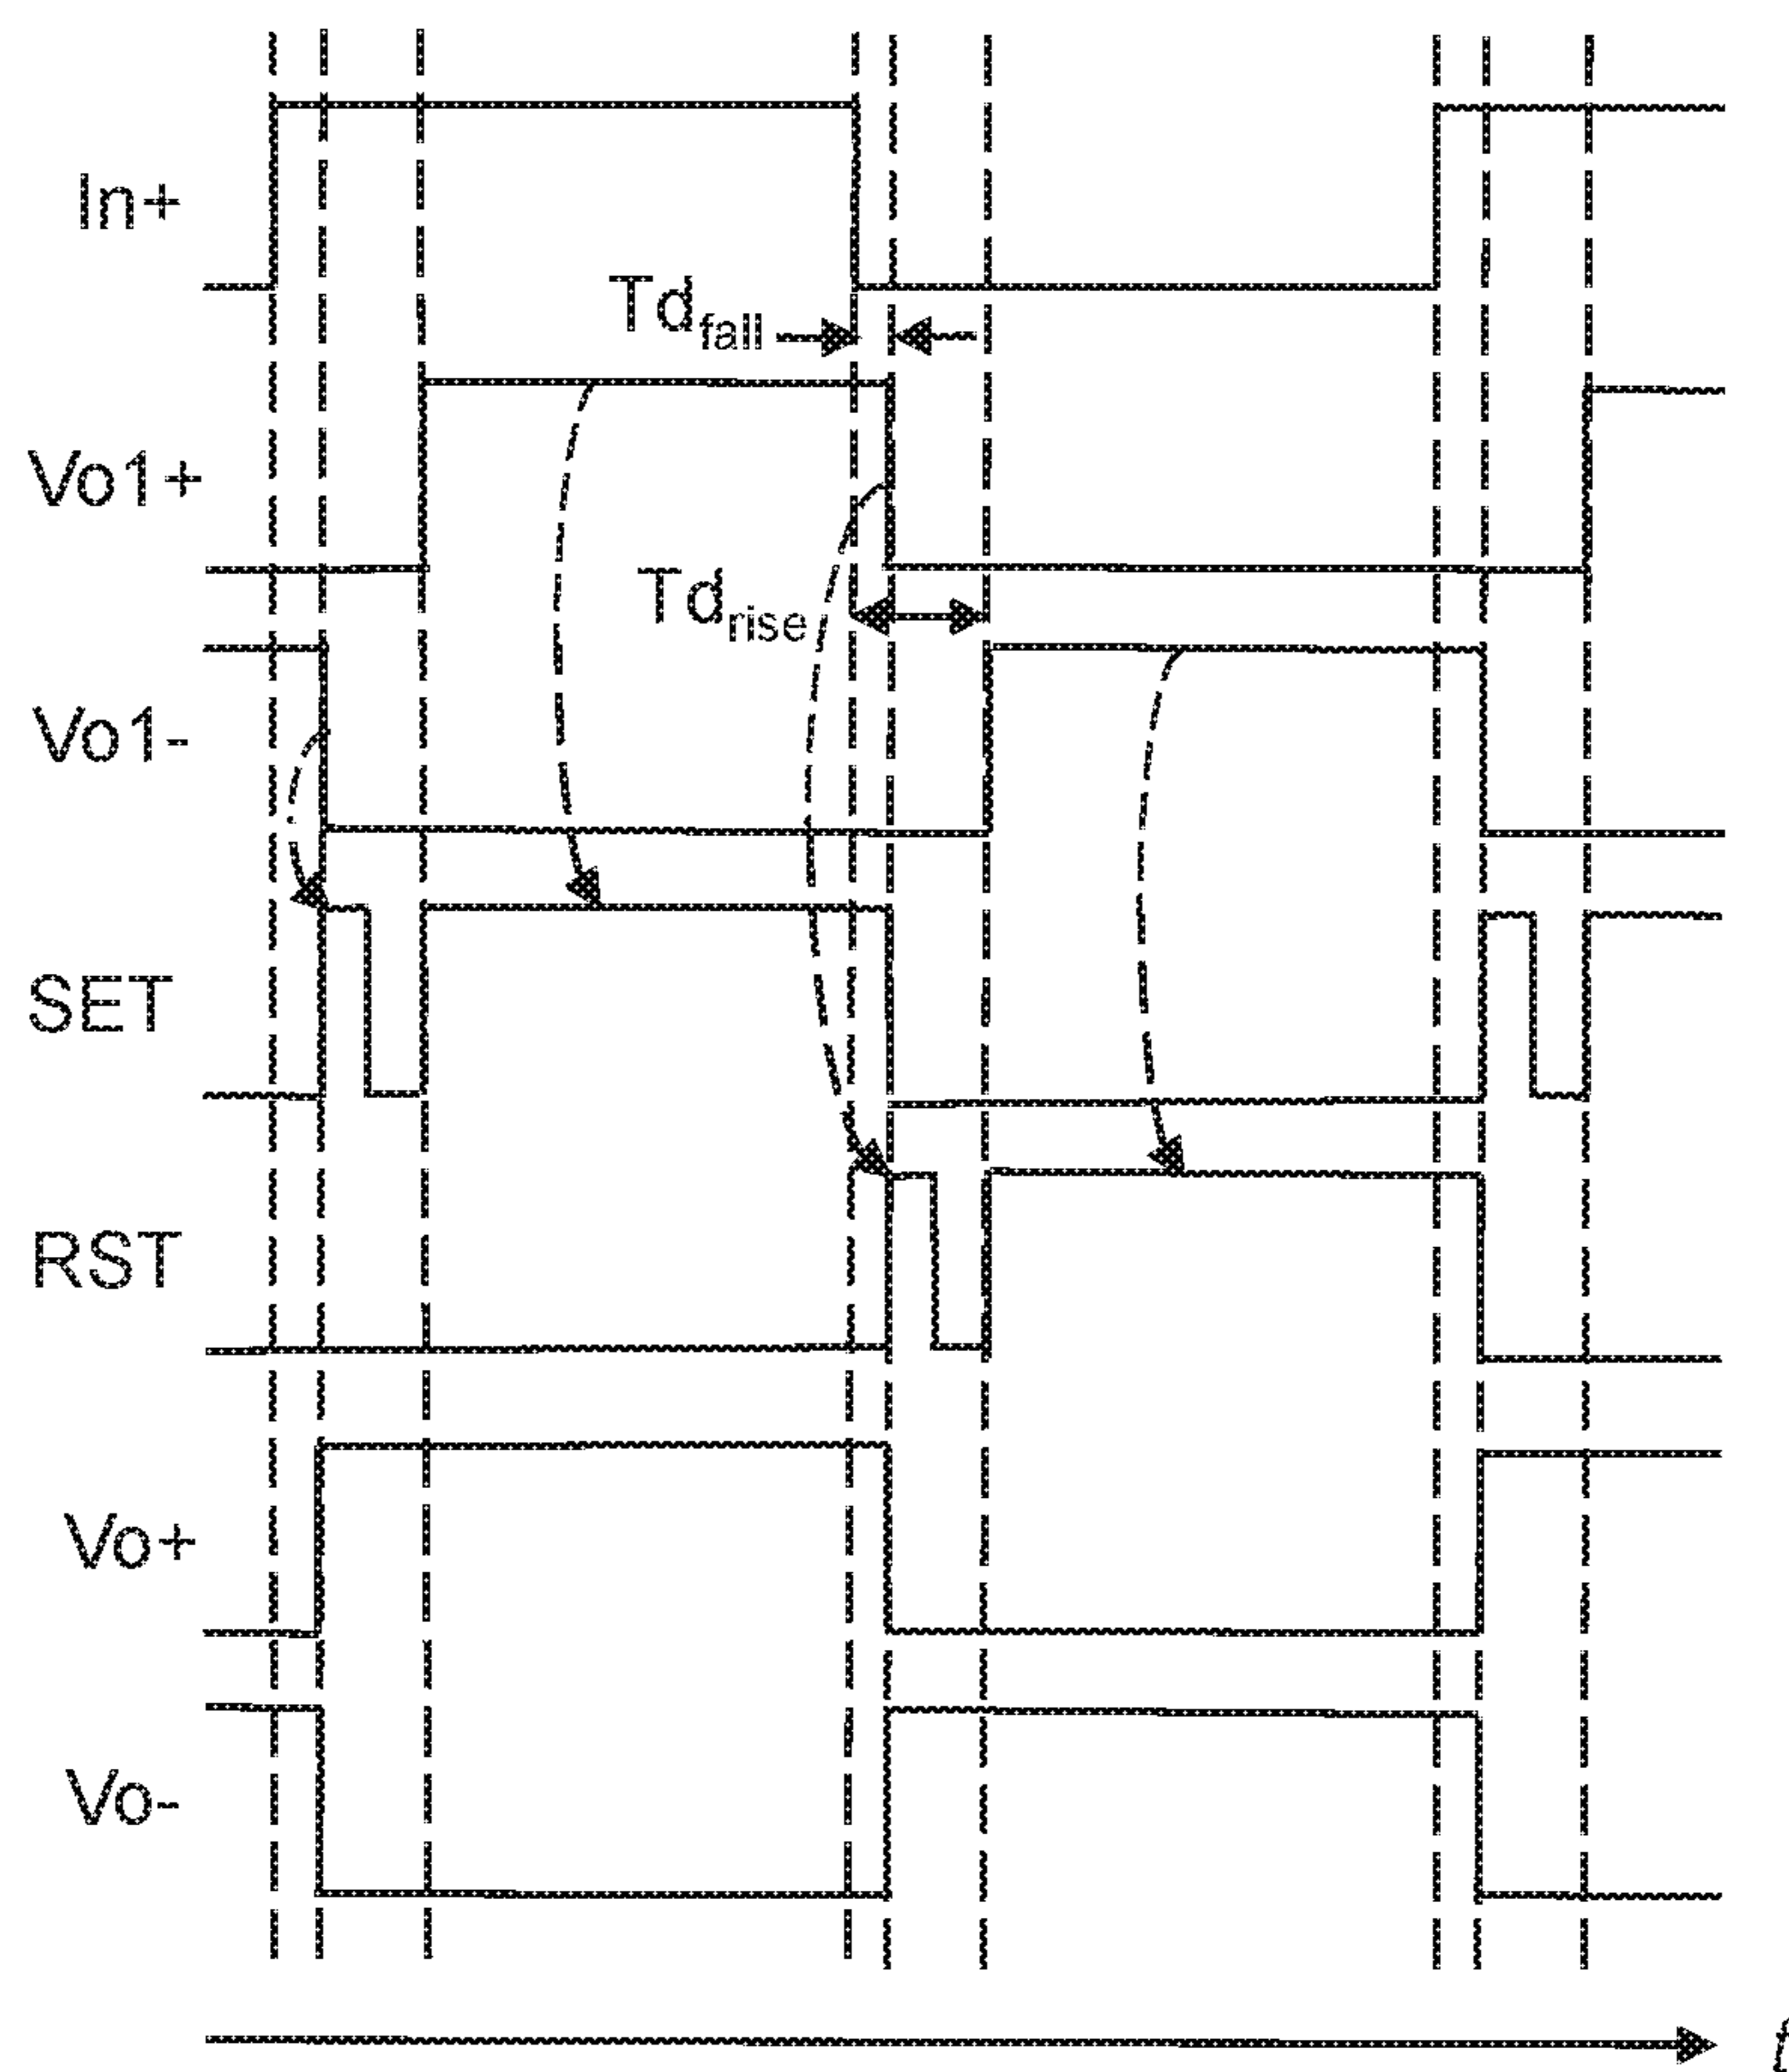 In+
Td_fall
Vo1+
Td_rise
Vo1-
SET
RST
Vo+
Vo-
t